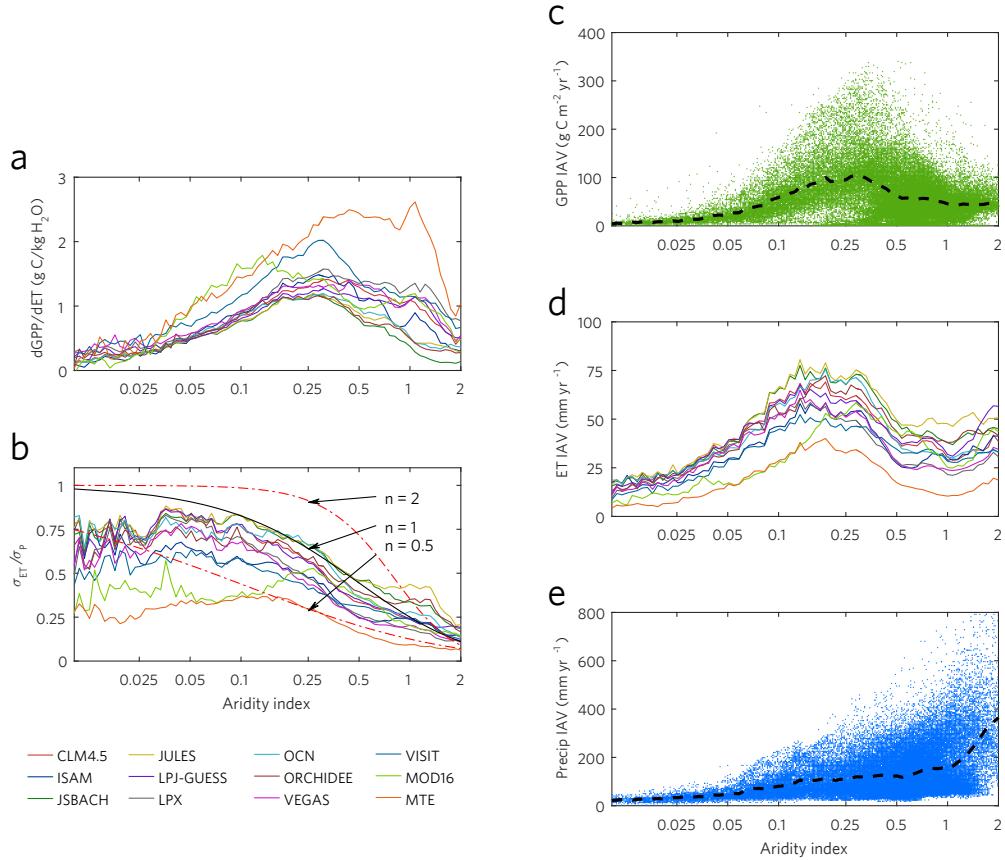 a
dGPP/dET (g C/kg H2O)
3
2
1
0
0.025 0.05 0.1 0.25 0.5 1 2
b
σET/σP
1
0.75
0.5
0.25
0
n = 2
n = 1
n = 0.5
0.025 0.05 0.1 0.25 0.5 1 2
Aridity index
CLM4.5 JULES OCN VISIT
ISAM LPJ-GUESS ORCHIDEE MOD16
JSBACH LPX VEGAS MTE
c
GPP IAV (g C m-2 yr-1)
400
300
200
100
0
0.025 0.1 0.25 0.5 1 2
d
ET IAV (mm yr-1)
100
75
50
25
0
0.025 0.1 0.25 0.5 1 2
e
Precip IAV (mm yr-1)
800
600
400
200
0
0.025 0.1 0.25 0.5 1 2
Aridity index